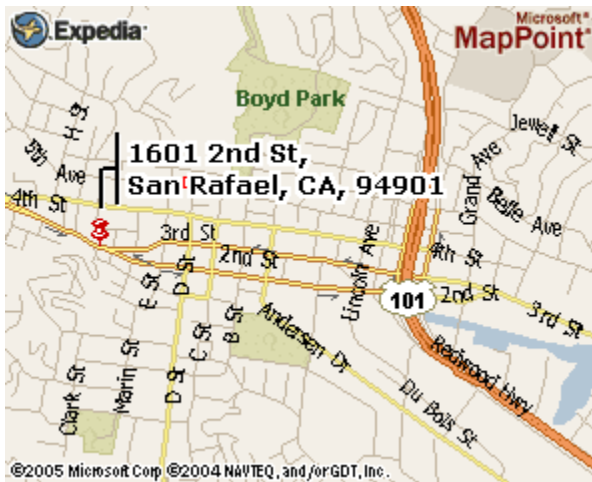 Expedia
Microsoft®
MapPoint®
Boyd Park
Jewell St
H St
5th Ave
1601 2nd St,
San Rafael, CA, 94901
Grand Ave
Belle Ave
4th St
3rd St
2nd St
Lincoln Ave
4th St
E St
D St
101
2nd St
3rd St
C St
B St
Andersen Dr
Redwood Hwy
Clark St
Marin St
D St
Du Bois St
©2005 Microsoft Corp ©2004 NAVTEQ, and/or GDT, Inc.